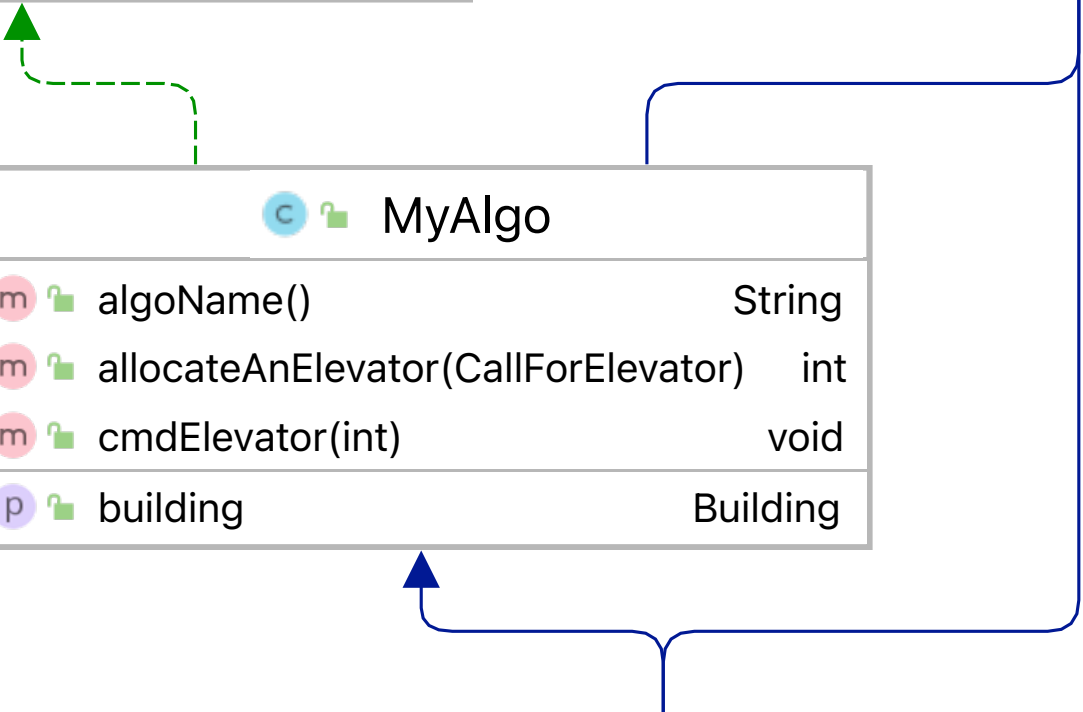 c MyAlgo
m algoName() String
m allocateAnElevator(CallForElevator) int
m cmdElevator(int) void
p building Building